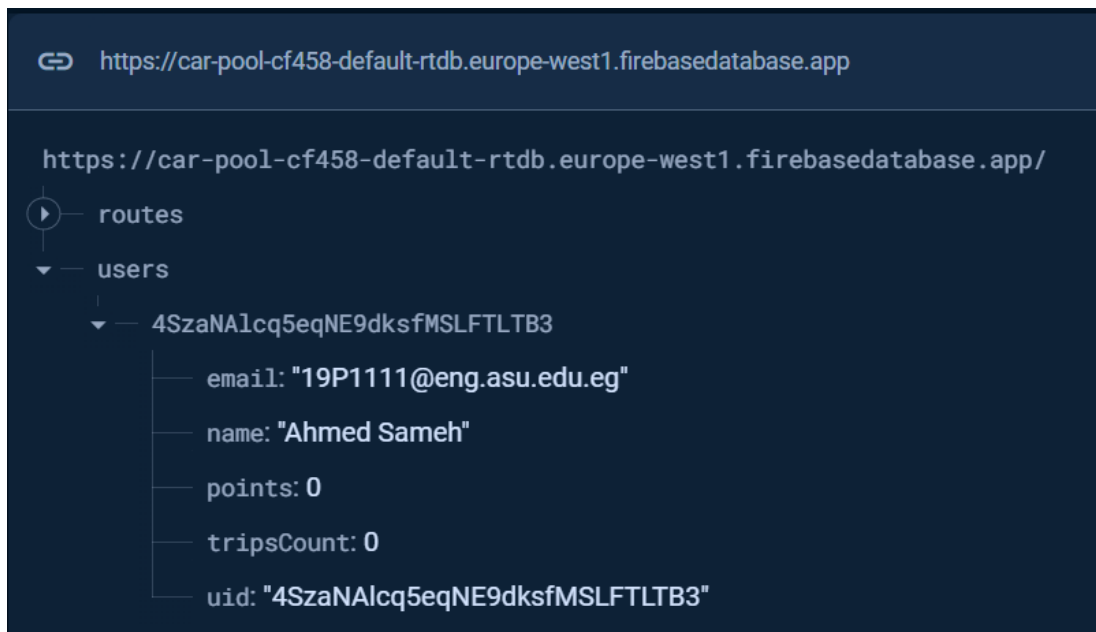 https://car-pool-cf458-default-rtdb.europe-west1.firebasedatabase.app
https://car-pool-cf458-default-rtdb.europe-west1.firebasedatabase.app/
routes
users
4SzaNAlcq5eqNE9dksfMSLFTLTB3
email: "19P1111@eng.asu.edu.eg"
name: "Ahmed Sameh"
points: 0
tripsCount: 0
uid: "4SzaNAlcq5eqNE9dksfMSLFTLTB3"